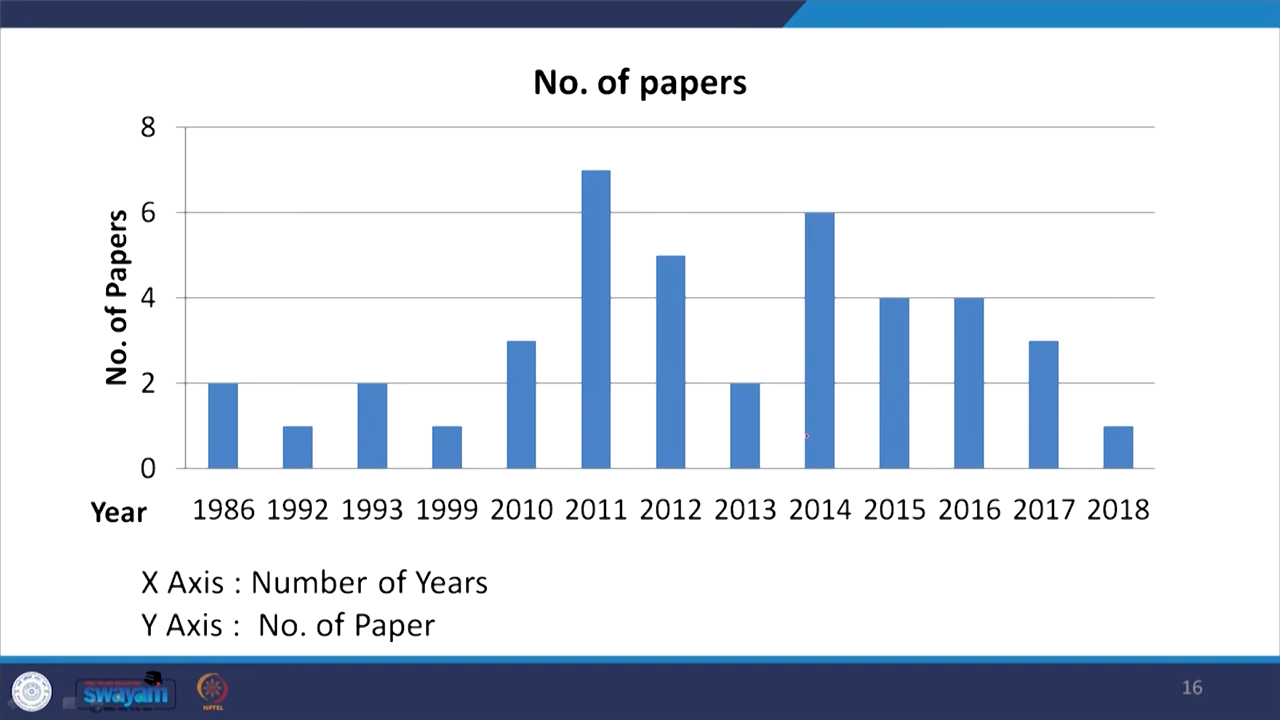 No. of papers
8
6
4
2
0
No. of Papers
Year 1986 1992 1993 1999 2010 2011 2012 2013 2014 2015 2016 2017 2018
X Axis : Number of Years
Y Axis : No. of Paper
swayam
NPTEL
16